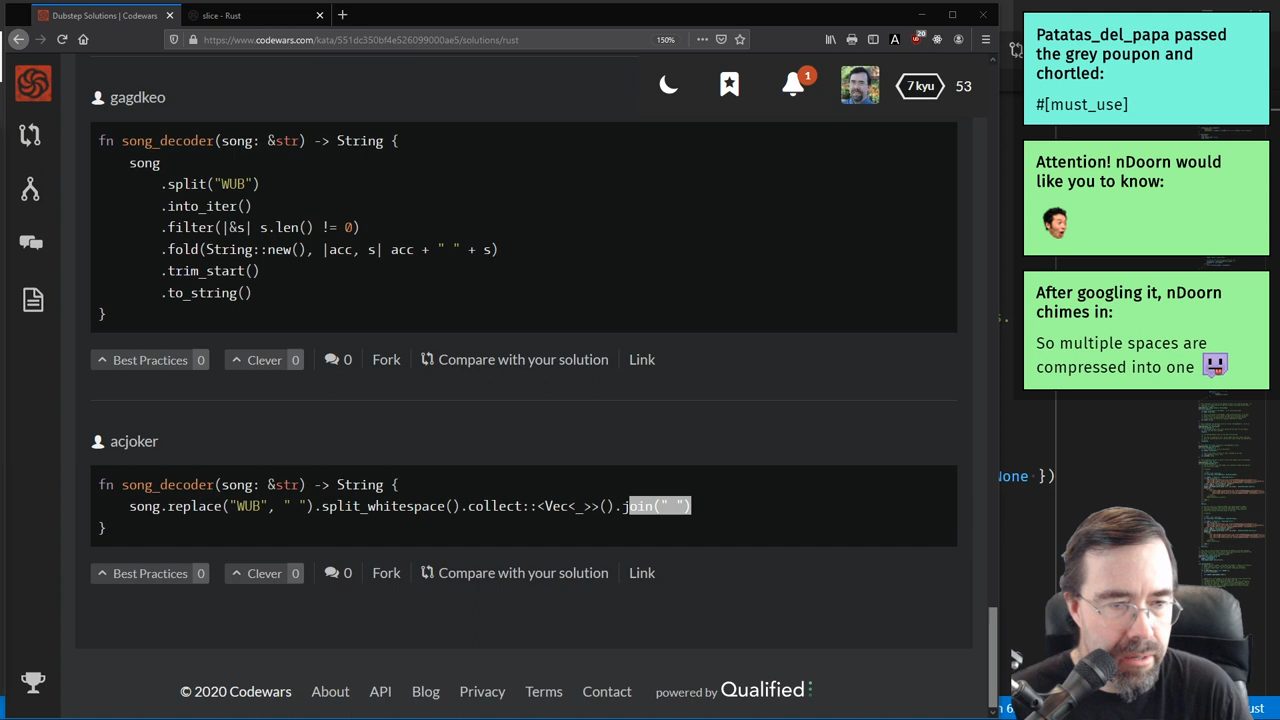 Dubstep Solutions | Codewars
slice - Rust
https://www.codewars.com/kata/551dc350bf4e526099000ae5/solutions/rust
150%
20
1
7 kyu
53
gagdkeo
fn song_decoder(song: &str) -> String {
song
.split("WUB")
.into_iter()
.filter(|&s| s.len() != 0)
.fold(String::new(), |acc, s| acc + " " + s)
.trim_start()
.to_string()
}
Best Practices 0
Clever 0
0
Fork
Compare with your solution
Link
acjoker
fn song_decoder(song: &str) -> String {
song.replace("WUB", " ").split_whitespace().collect::<Vec<_>>().join(" ")
}
Best Practices 0
Clever 0
0
Fork
Compare with your solution
Link
© 2020 Codewars
About
API
Blog
Privacy
Terms
Contact
powered by Qualified
Patatas_del_papa passed
the grey poupon and
chortled:
#[must_use]
Attention! nDoorn would
like you to know:
After googling it, nDoorn
chimes in:
So multiple spaces are
compressed into one
None })